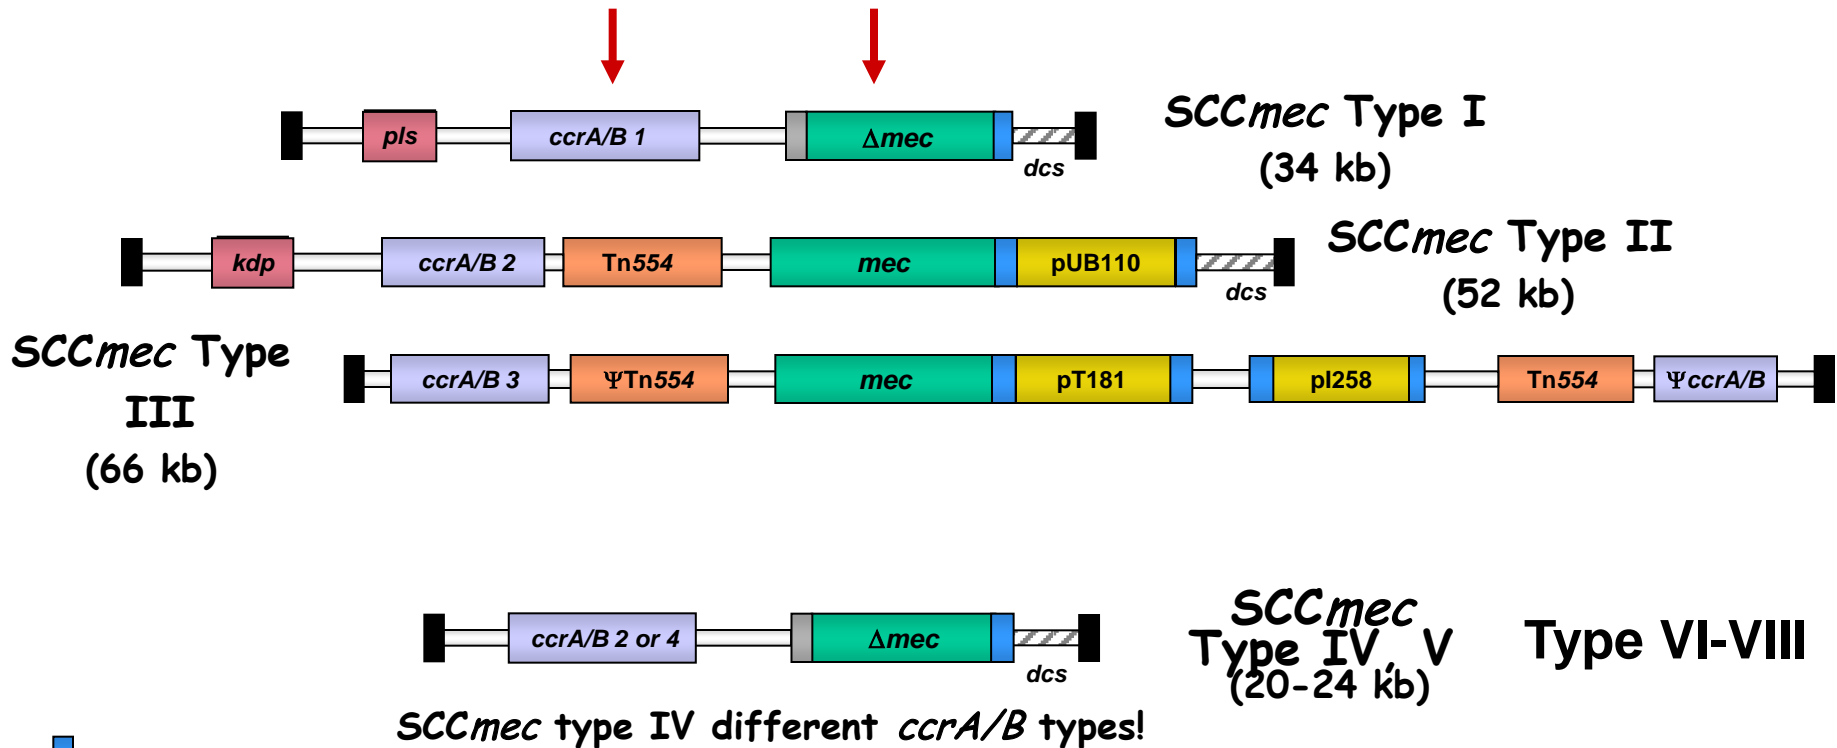 pls ccrA/B 1 Δmec dcs
SCCmec Type I
(34 kb)
kdp ccrA/B 2 Tn554 mec pUB110 dcs
SCCmec Type II
(52 kb)
SCCmec Type
III
(66 kb)
ccrA/B 3 ΨTn554 mec pT181 pI258 Tn554 ΨccrA/B
ccrA/B 2 or 4 Δmec dcs
SCCmec
Type IV, V
(20-24 kb)
Type VI-VIII
SCCmec type IV different ccrA/B types!